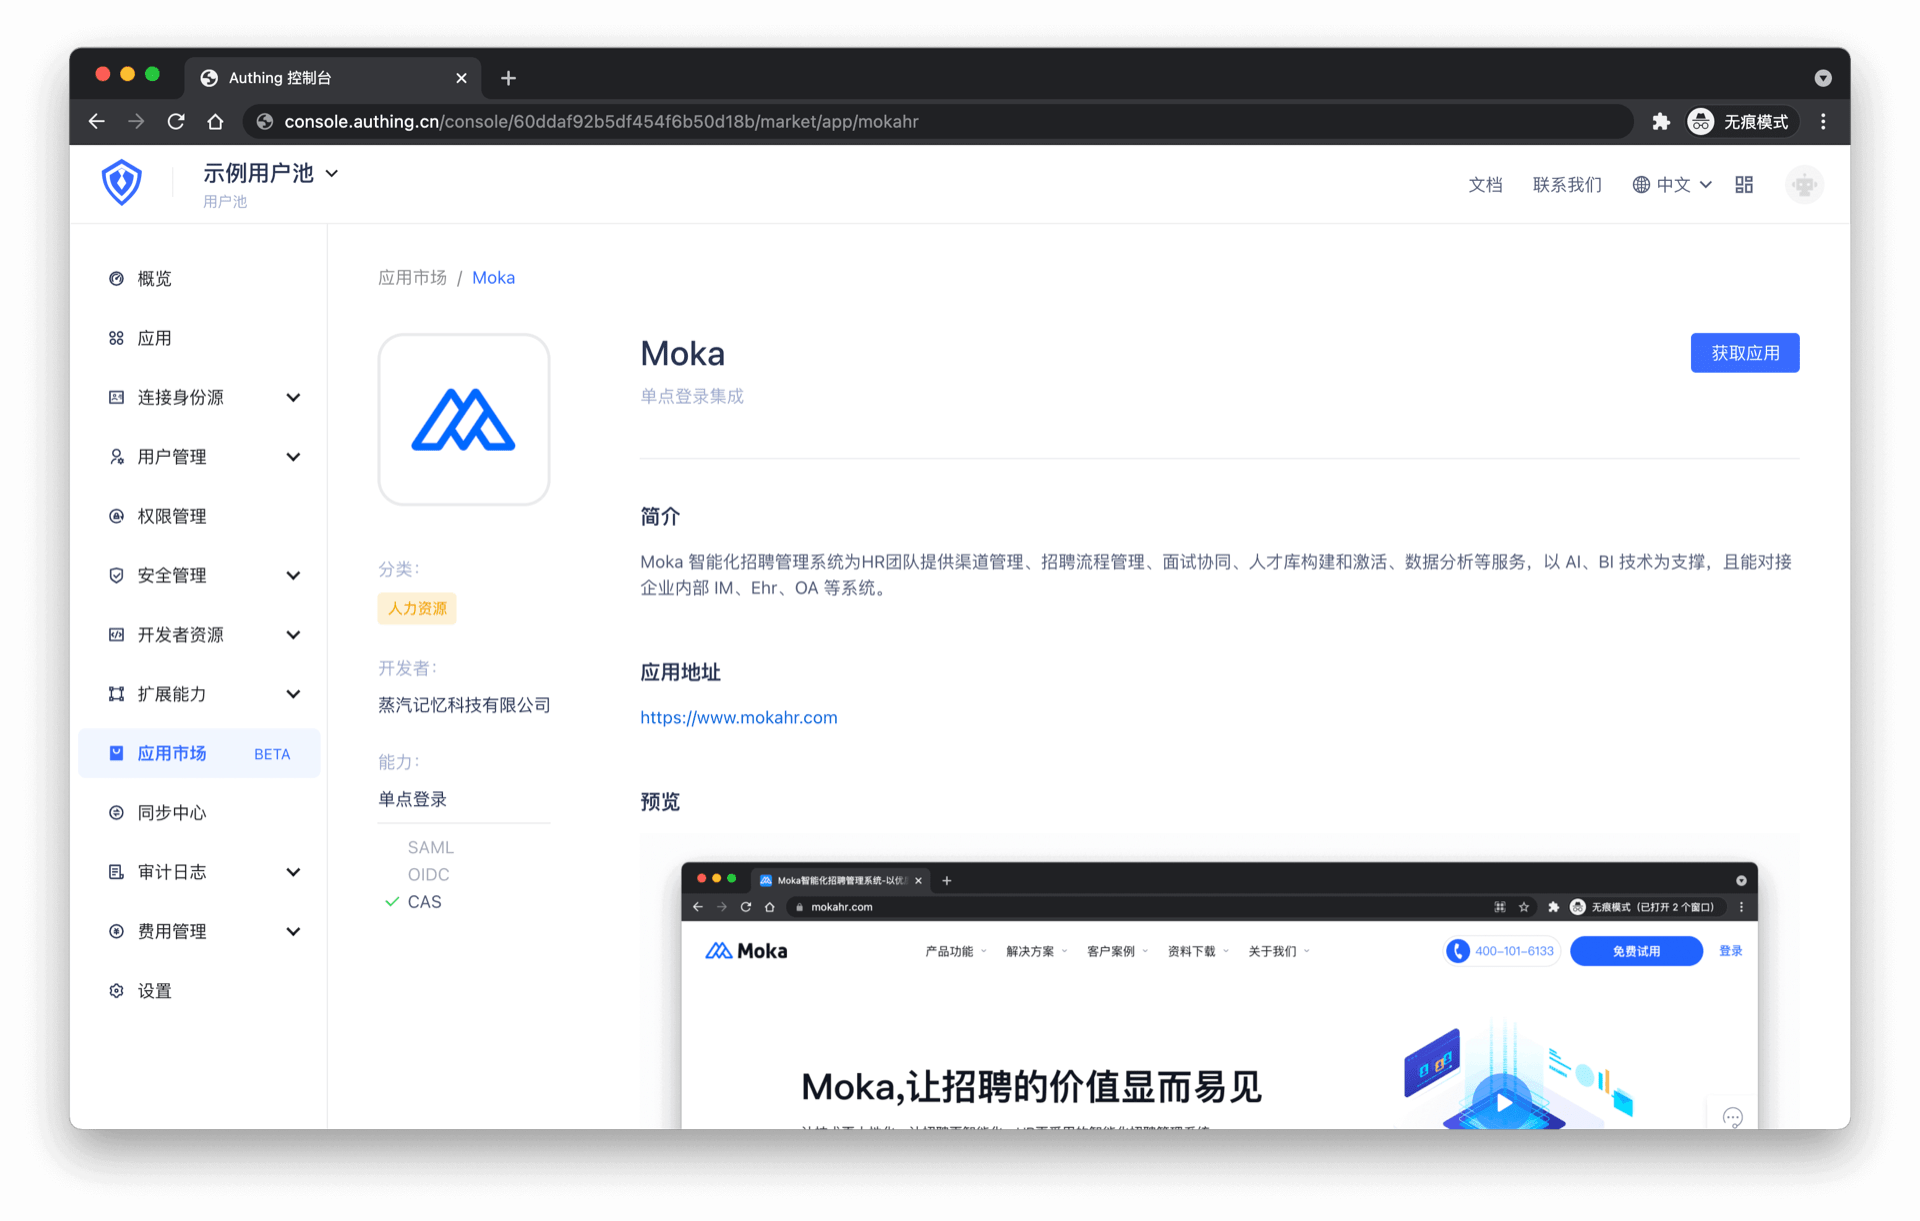 Authing 控制台
console.authing.cn/console/60ddaf92b5df454f6b50d18b/market/app/mokahr
无痕模式
示例用户池
用户池
文档
联系我们
中文
概览
应用
连接身份源
用户管理
权限管理
安全管理
开发者资源
扩展能力
应用市场 BETA
同步中心
审计日志
费用管理
设置
应用市场 / Moka
Moka
获取应用
单点登录集成
分类：
人力资源
开发者：
蒸汽记忆科技有限公司
能力：
单点登录
SAML
OIDC
CAS
简介
Moka 智能化招聘管理系统为HR团队提供渠道管理、招聘流程管理、面试协同、人才库构建和激活、数据分析等服务，以 AI、BI 技术为支撑，且能对接
企业内部 IM、Ehr、OA 等系统。
应用地址
https://www.mokahr.com
预览
Moka智能化招聘管理系统-以优
mokahr.com
无痕模式（已打开 2 个窗口）
Moka
产品功能
解决方案
客户案例
资料下载
关于我们
400-101-6133
免费试用
登录
Moka,让招聘的价值显而易见